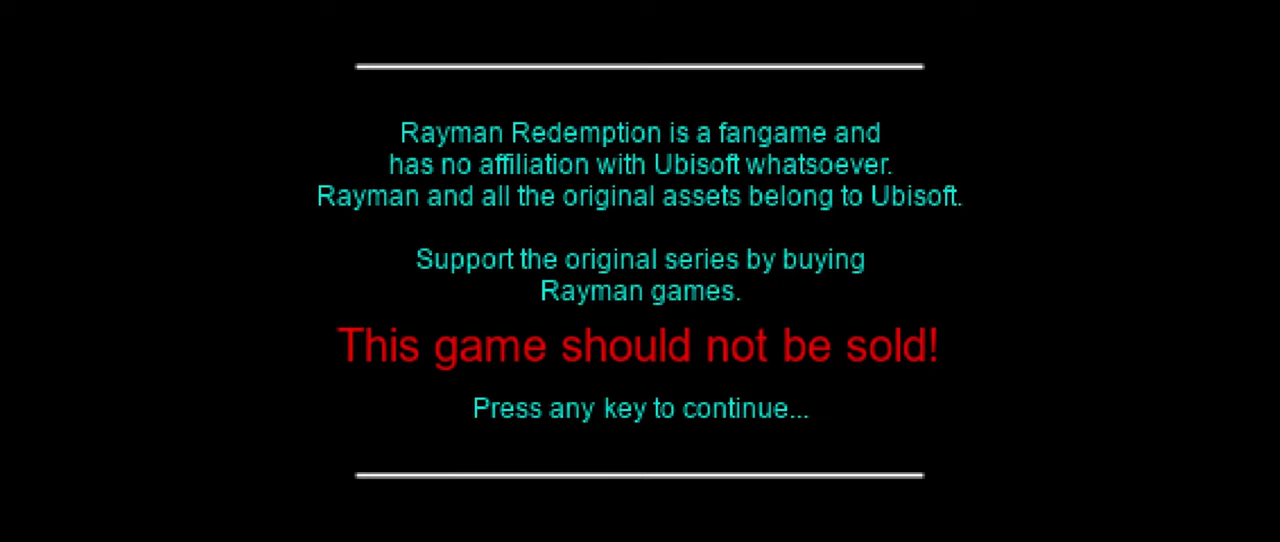 Rayman Redemption is a fangame and
has no affiliation with Ubisoft whatsoever.
Rayman and all the original assets belong to Ubisoft.
Support the original series by buying
Rayman games.
This game should not be sold!
Press any key to continue...